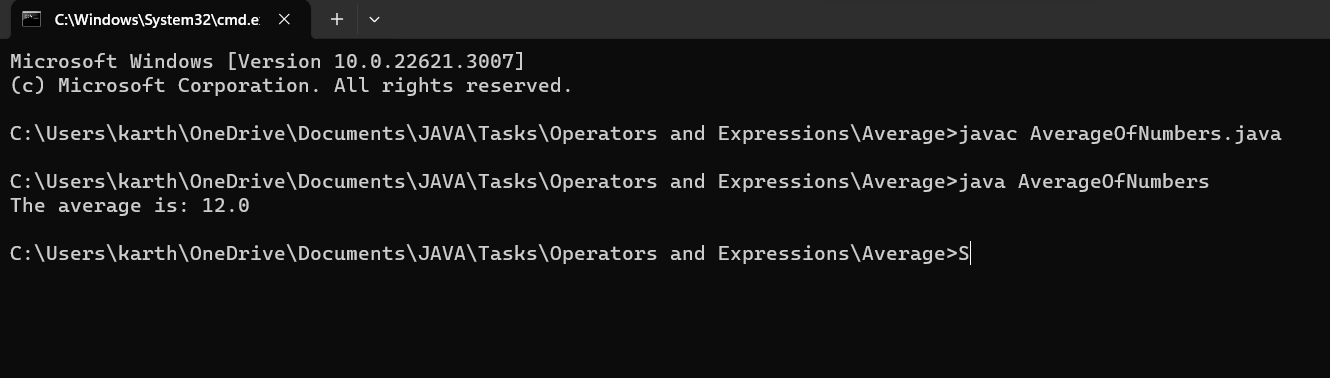 C:\Windows\System32\cmd.e
Microsoft Windows [Version 10.0.22621.3007]
(c) Microsoft Corporation. All rights reserved.
C:\Users\karth\OneDrive\Documents\JAVA\Tasks\Operators and Expressions\Average>javac AverageOfNumbers.java
C:\Users\karth\OneDrive\Documents\JAVA\Tasks\Operators and Expressions\Average>java AverageOfNumbers
The average is: 12.0
C:\Users\karth\OneDrive\Documents\JAVA\Tasks\Operators and Expressions\Average>S